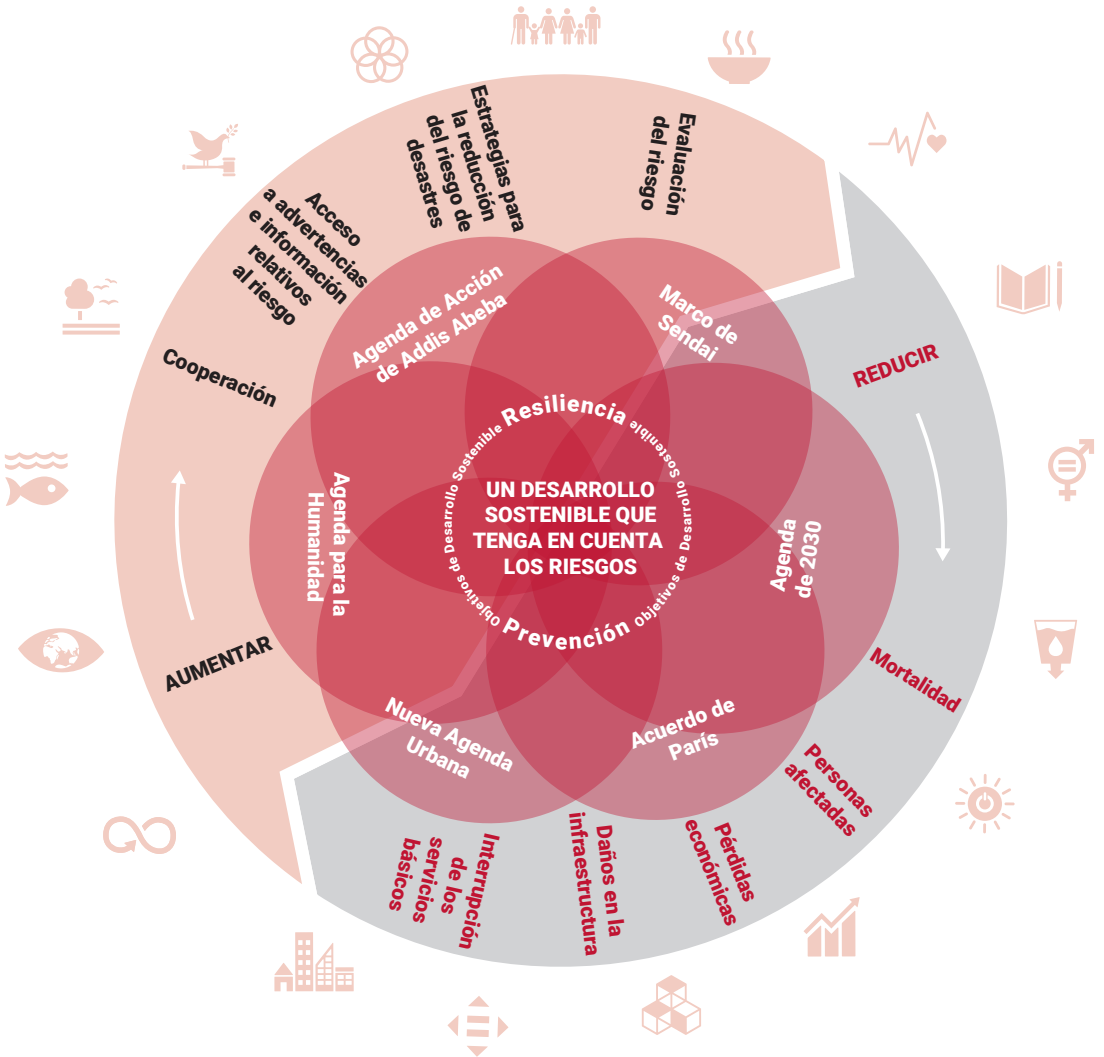 AUMENTAR
Cooperación
Acceso
a advertencias
e información
relativos
al riesgo
Estrategias para
la reducción
del riesgo de
desastres
Evaluación
del riesgo
REDUCIR
Mortalidad
Personas
afectadas
Pérdidas
económicas
Daños en la
infraestructura
Interrupción
de los
servicios
básicos
Agenda de Acción
de Addis Abeba
Marco de
Sendai
Agenda
de 2030
Acuerdo de
París
Nueva Agenda
Urbana
Agenda para la
Humanidad
Resiliencia
Objetivos de Desarrollo Sostenible
Objetivos de Desarrollo Sostenible
Prevención
UN DESARROLLO
SOSTENIBLE QUE
TENGA EN CUENTA
LOS RIESGOS